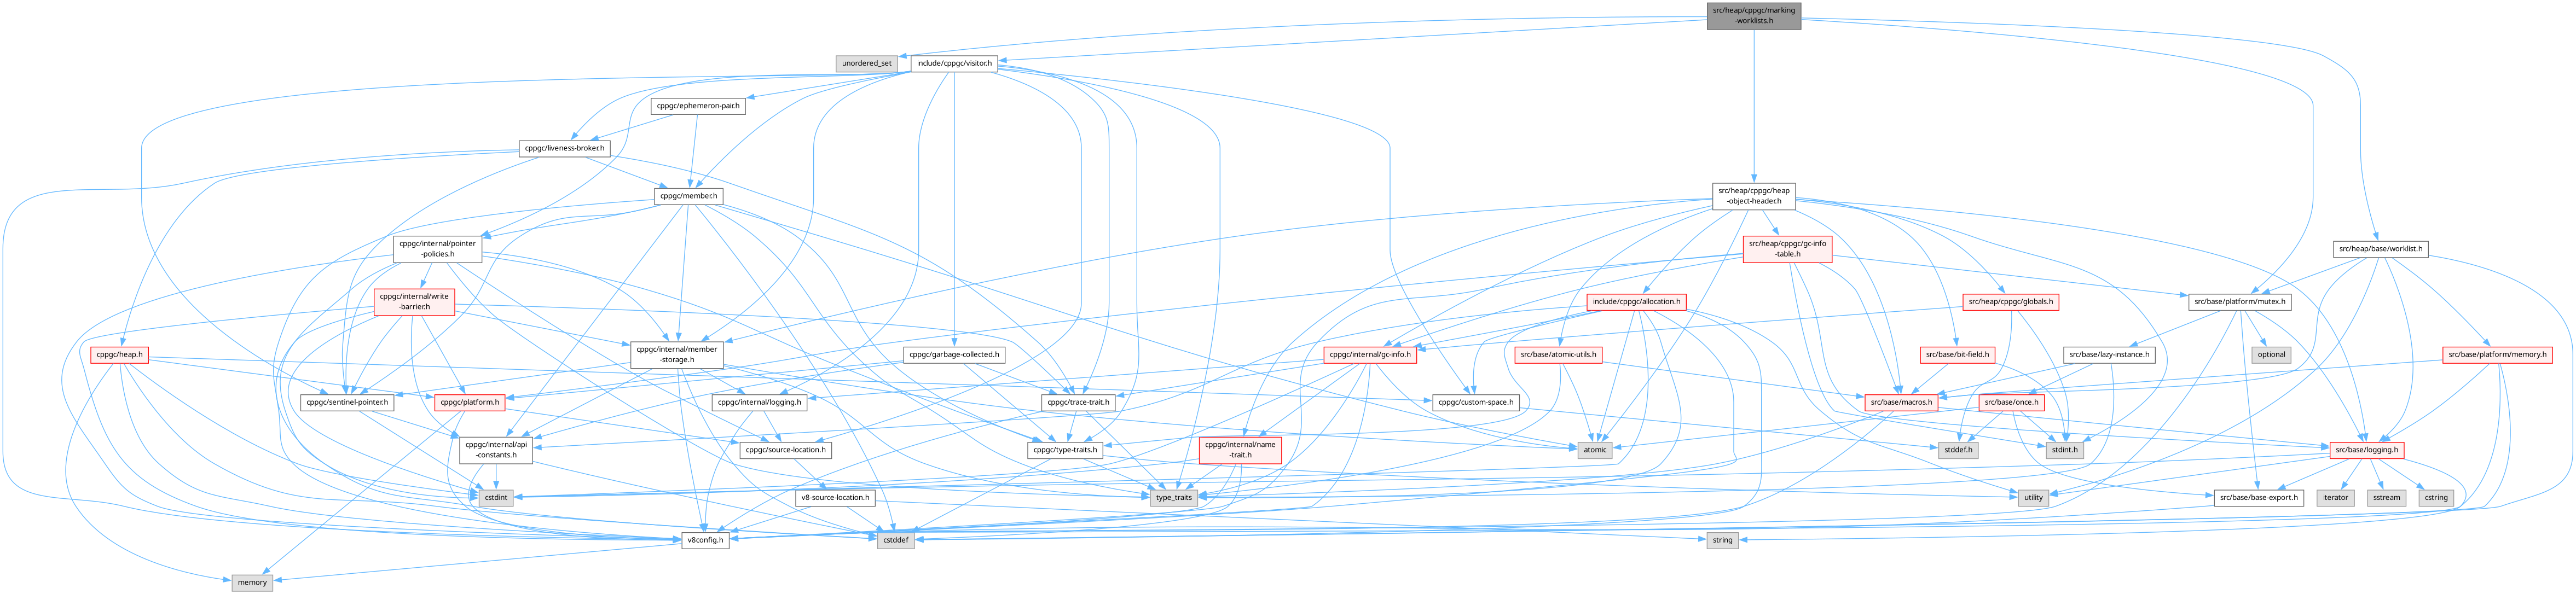 src/heap/cppgc/marking
-worklists.h
unordered_set
include/cppgc/visitor.h
cppgc/ephemeron-pair.h
cppgc/liveness-broker.h
cppgc/member.h
src/heap/cppgc/heap
-object-header.h
cppgc/internal/pointer
-policies.h
src/heap/cppgc/gc-info
-table.h
src/heap/base/worklist.h
cppgc/internal/write
-barrier.h
include/cppgc/allocation.h
src/heap/cppgc/globals.h
src/base/platform/mutex.h
cppgc/heap.h
cppgc/internal/member
-storage.h
cppgc/garbage-collected.h
cppgc/internal/gc-info.h
src/base/atomic-utils.h
src/base/bit-field.h
src/base/lazy-instance.h
optional
src/base/platform/memory.h
cppgc/sentinel-pointer.h
cppgc/platform.h
cppgc/internal/logging.h
cppgc/trace-trait.h
cppgc/custom-space.h
src/base/macros.h
src/base/once.h
cppgc/internal/api
-constants.h
cppgc/source-location.h
cppgc/type-traits.h
cppgc/internal/name
-trait.h
atomic
stddef.h
stdint.h
src/base/logging.h
cstdint
v8-source-location.h
type_traits
utility
src/base/base-export.h
iterator
sstream
cstring
v8config.h
cstddef
string
memory